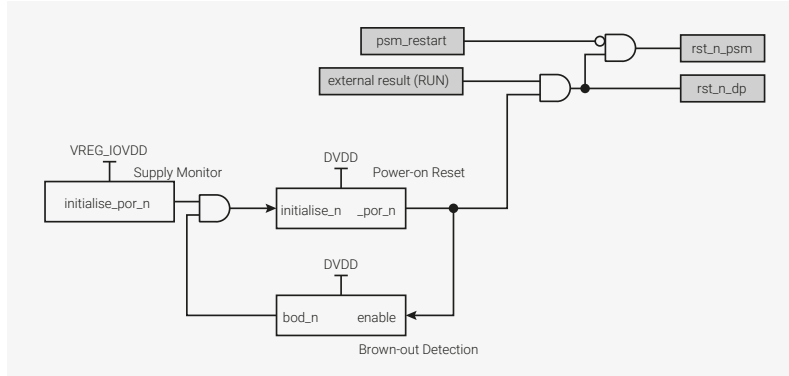 psm_restart
rst_n_psm
external result (RUN)
rst_n_dp
VREG_IOVDD
Supply Monitor
DVDD
Power-on Reset
initialise_por_n
initialise_n
_por_n
DVDD
bod_n
enable
Brown-out Detection